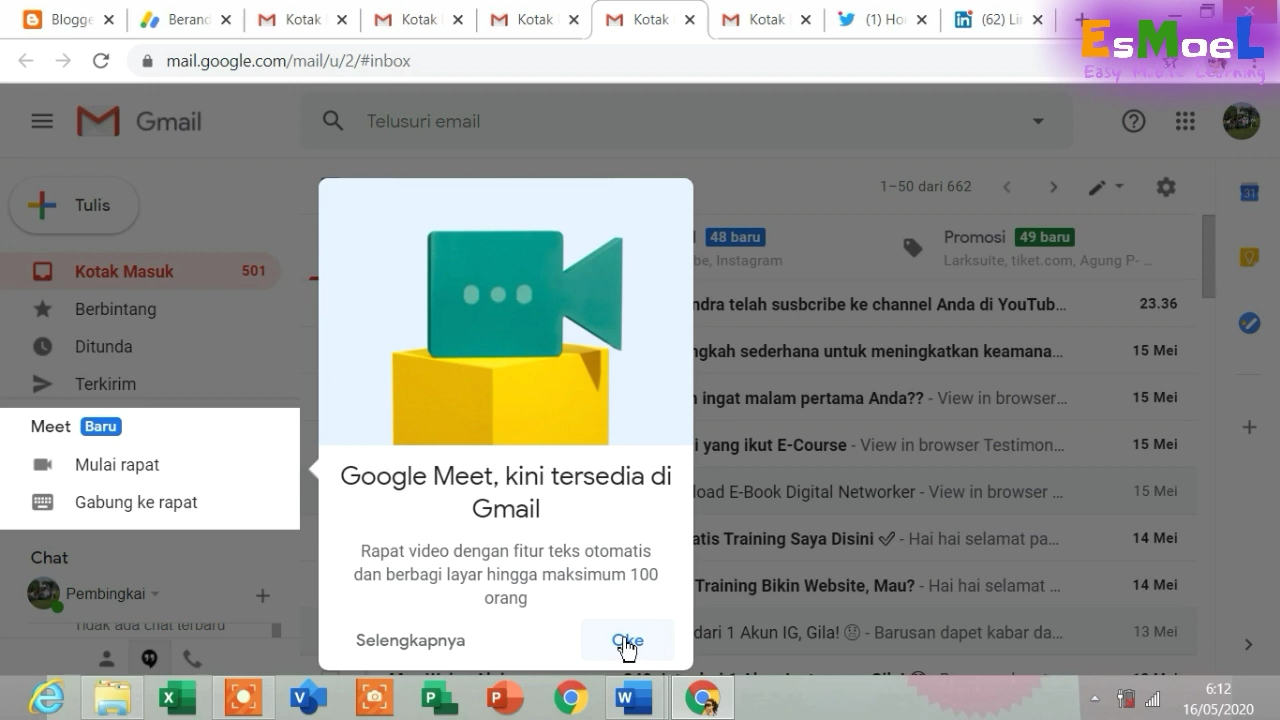 Blogge
Berand
Kotak
Kotak
Kotak
Kotak
Kotak
(1) Ho
(62) Lin
EsMoeL
Easy Mobile Learning
mail.google.com/mail/u/2/#inbox
Gmail
Telusuri email
Tulis
1–50 dari 662
31
48 baru
Promosi 49 baru
be, Instagram
Larksuite, tiket.com, Agung P- ...
Kotak Masuk 501
Berbintang
Ditunda
Terkirim
Meet Baru
Mulai rapat
Gabung ke rapat
Chat
Pembingkai
Tidak ada chat terbaru
Google Meet, kini tersedia di
Gmail
Rapat video dengan fitur teks otomatis
dan berbagi layar hingga maksimum 100
orang
Selengkapnya
Oke
ndra telah susbcribe ke channel Anda di YouTub… 23.36
ngkah sederhana untuk meningkatkan keamana… 15 Mei
n ingat malam pertama Anda?? - View in browser… 15 Mei
i yang ikut E-Course - View in browser Testimon… 15 Mei
load E-Book Digital Networker - View in browser … 15 Mei
atis Training Saya Disini ✅ - Hai hai selamat pa… 14 Mei
Training Bikin Website, Mau? - Hai hai selamat … 14 Mei
dari 1 Akun IG, Gila! 😨 - Barusan dapet kabar da… 13 Mei
6:12
16/05/2020